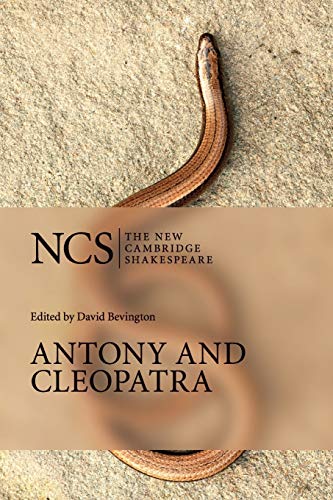 NCS
THE NEW
CAMBRIDGE
SHAKESPEARE
Edited by David Bevington
ANTONY AND
CLEOPATRA